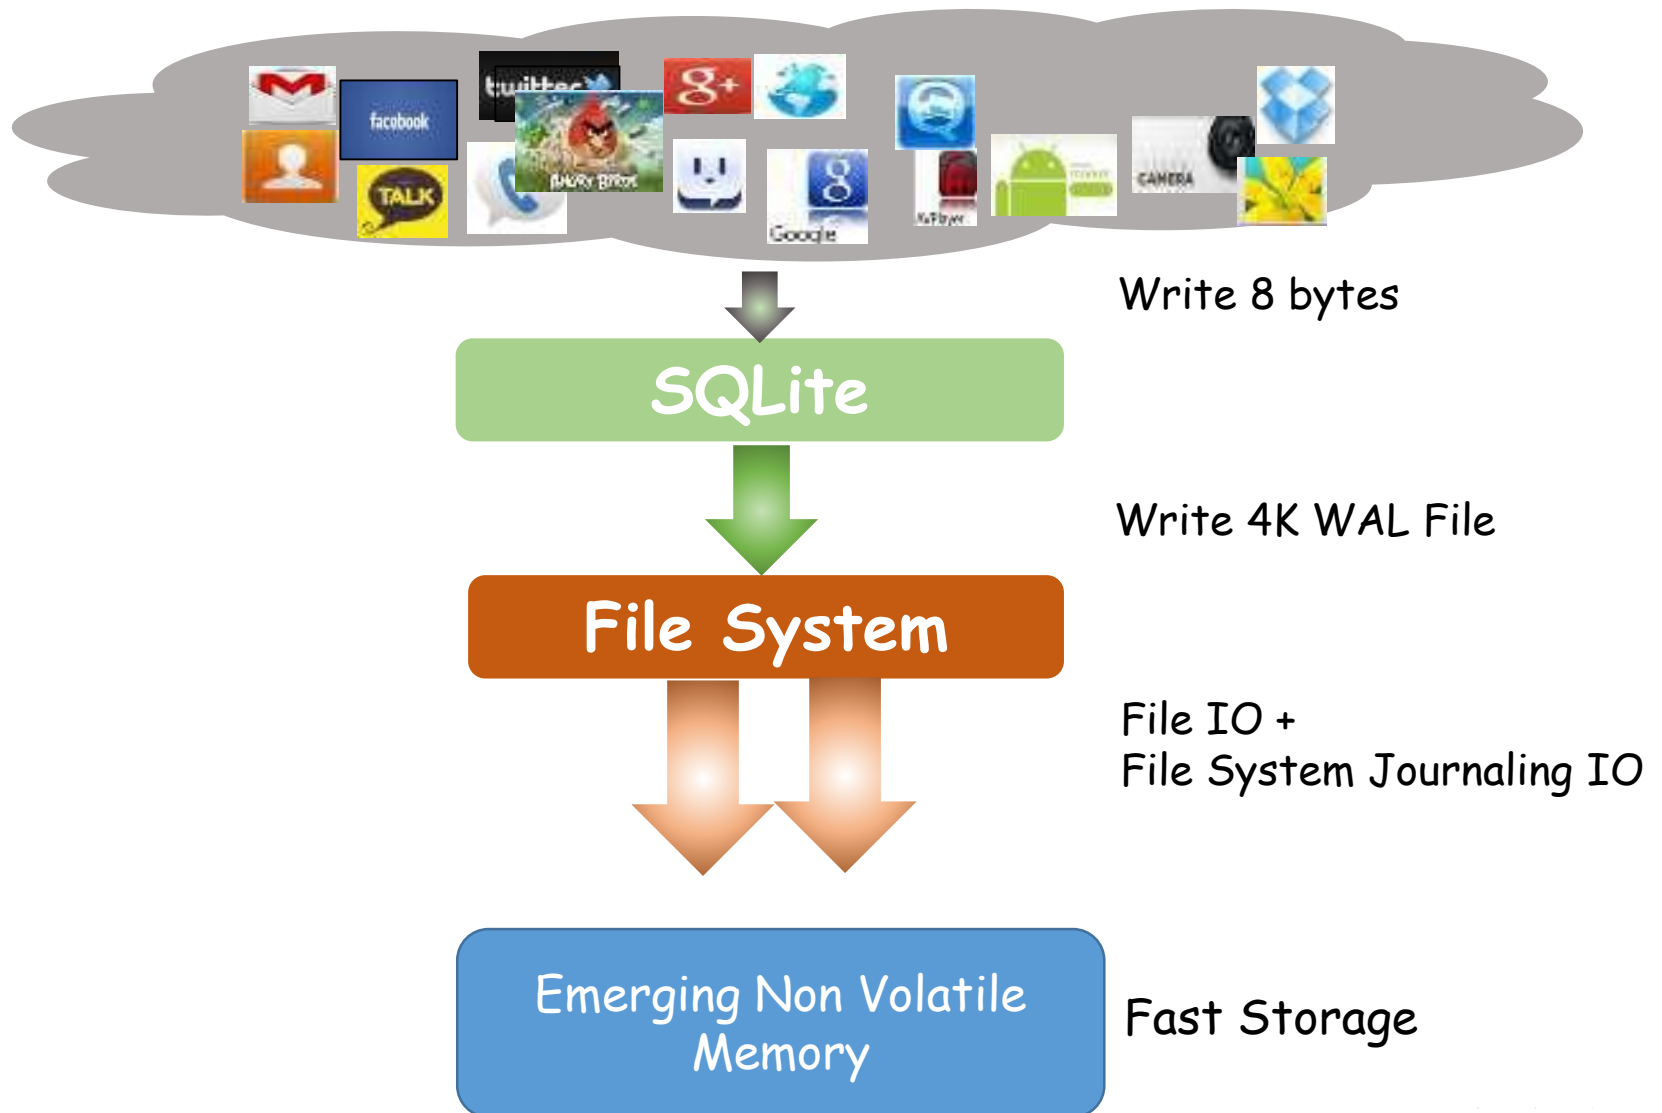 twitter
facebook
g+
TALK
ANGRY BIRDS
g
Google
CAMERA
Write 8 bytes
SQLite
Write 4K WAL File
File System
File IO +
File System Journaling IO
Emerging Non Volatile
Memory
Fast Storage